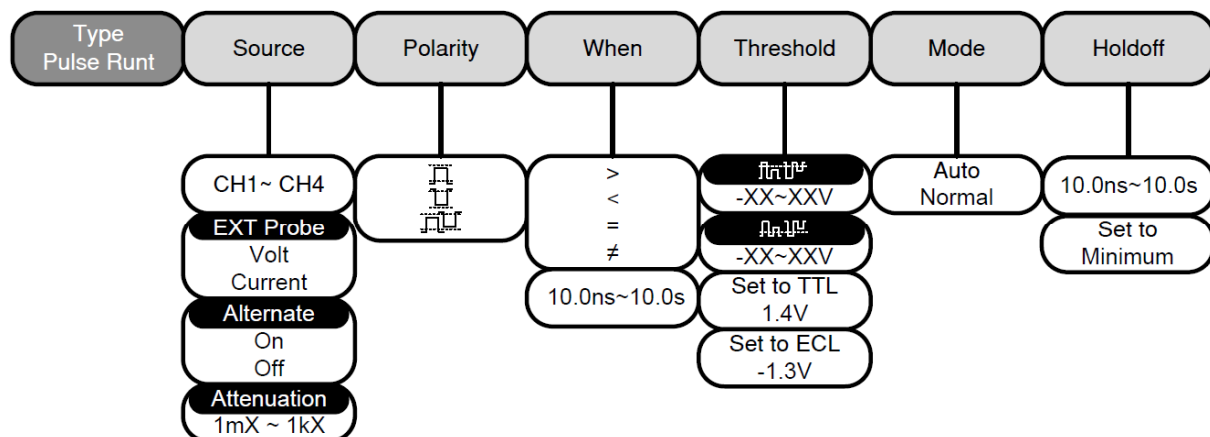 Type
Pulse Runt
Source
Polarity
When
Threshold
Mode
Holdoff
CH1~ CH4
EXT Probe
Volt
Current
Alternate
On
Off
Attenuation
1mX ~ 1kX
>
<
=
≠
10.0ns~10.0s
-XX~XXV
-XX~XXV
Set to TTL
1.4V
Set to ECL
-1.3V
Auto
Normal
10.0ns~10.0s
Set to
Minimum